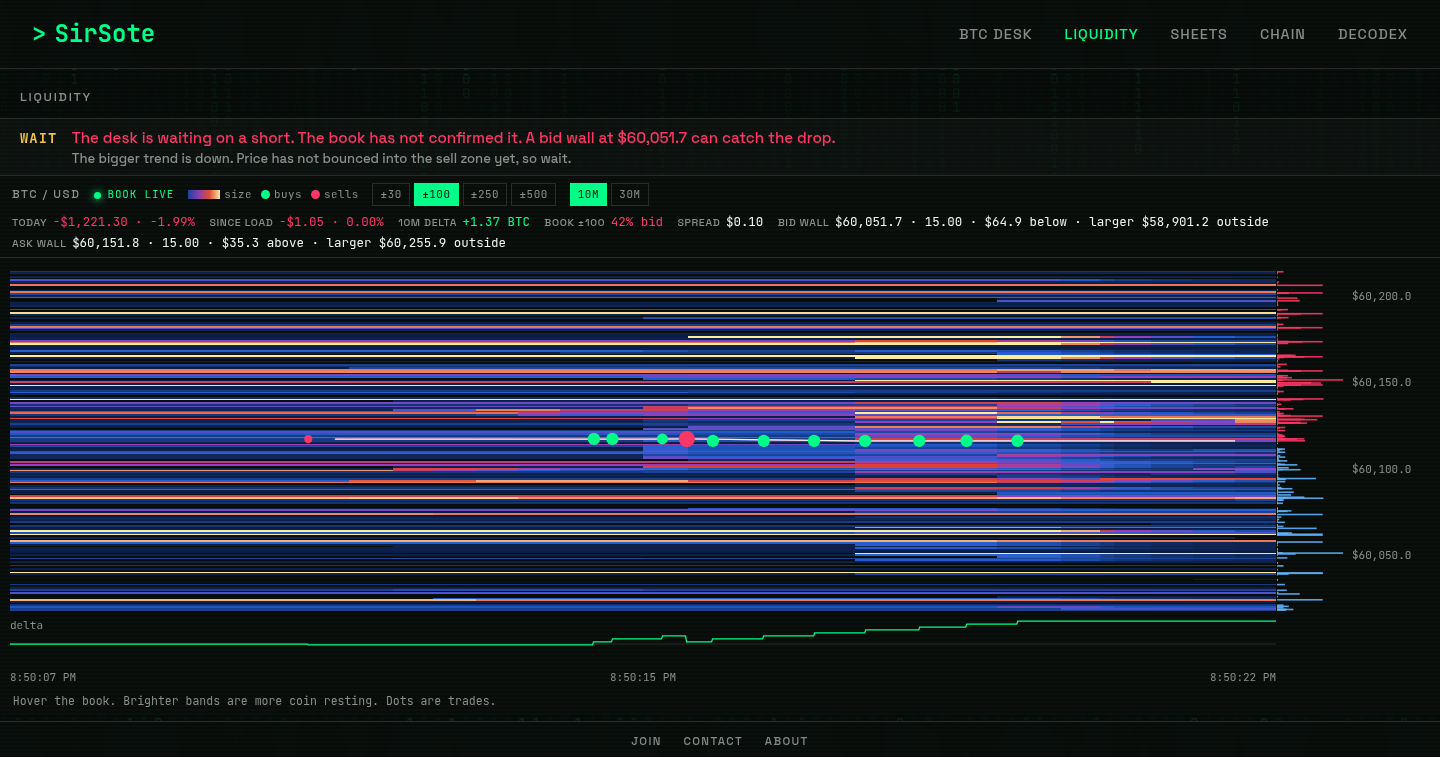 > SirSote
BTC DESK LIQUIDITY SHEETS CHAIN DECODEX
LIQUIDITY
WAIT The desk is waiting on a short. The book has not confirmed it. A bid wall at $60,051.7 can catch the drop.
The bigger trend is down. Price has not bounced into the sell zone yet, so wait.
BTC / USD BOOK LIVE size buys sells ±30 ±100 ±250 ±500 10M 30M
TODAY -$1,221.30 · -1.99% SINCE LOAD -$1.05 · 0.00% 10M DELTA +1.37 BTC BOOK ±100 42% bid SPREAD $0.10 BID WALL $60,051.7 · 15.00 · $64.9 below · larger $58,901.2 outside
ASK WALL $60,151.8 · 15.00 · $35.3 above · larger $60,255.9 outside
$60,200.0
$60,150.0
$60,100.0
$60,050.0
delta
8:50:07 PM 8:50:15 PM 8:50:22 PM
Hover the book. Brighter bands are more coin resting. Dots are trades.
JOIN CONTACT ABOUT